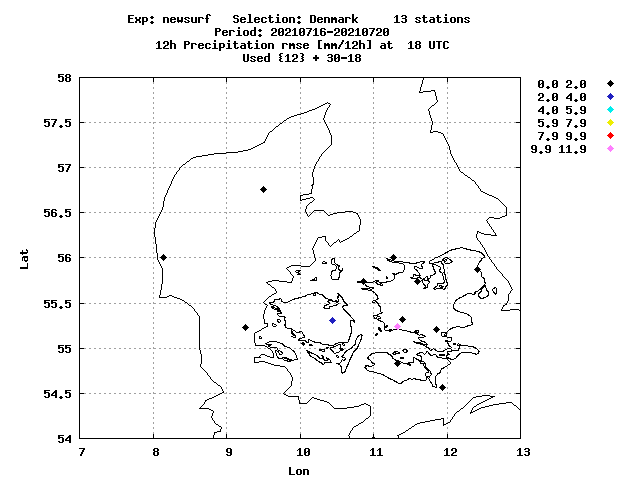 Exp: newsurf Selection: Denmark 13 stations
Period: 20210716-20210720
12h Precipitation rmse [mm/12h] at 18 UTC
Used {12} + 30-18
0.0 2.0
2.0 4.0
4.0 5.9
5.9 7.9
7.9 9.9
9.9 11.9
58
57.5
57
56.5
56
55.5
55
54.5
54
Lat
7 8 9 10 11 12 13
Lon